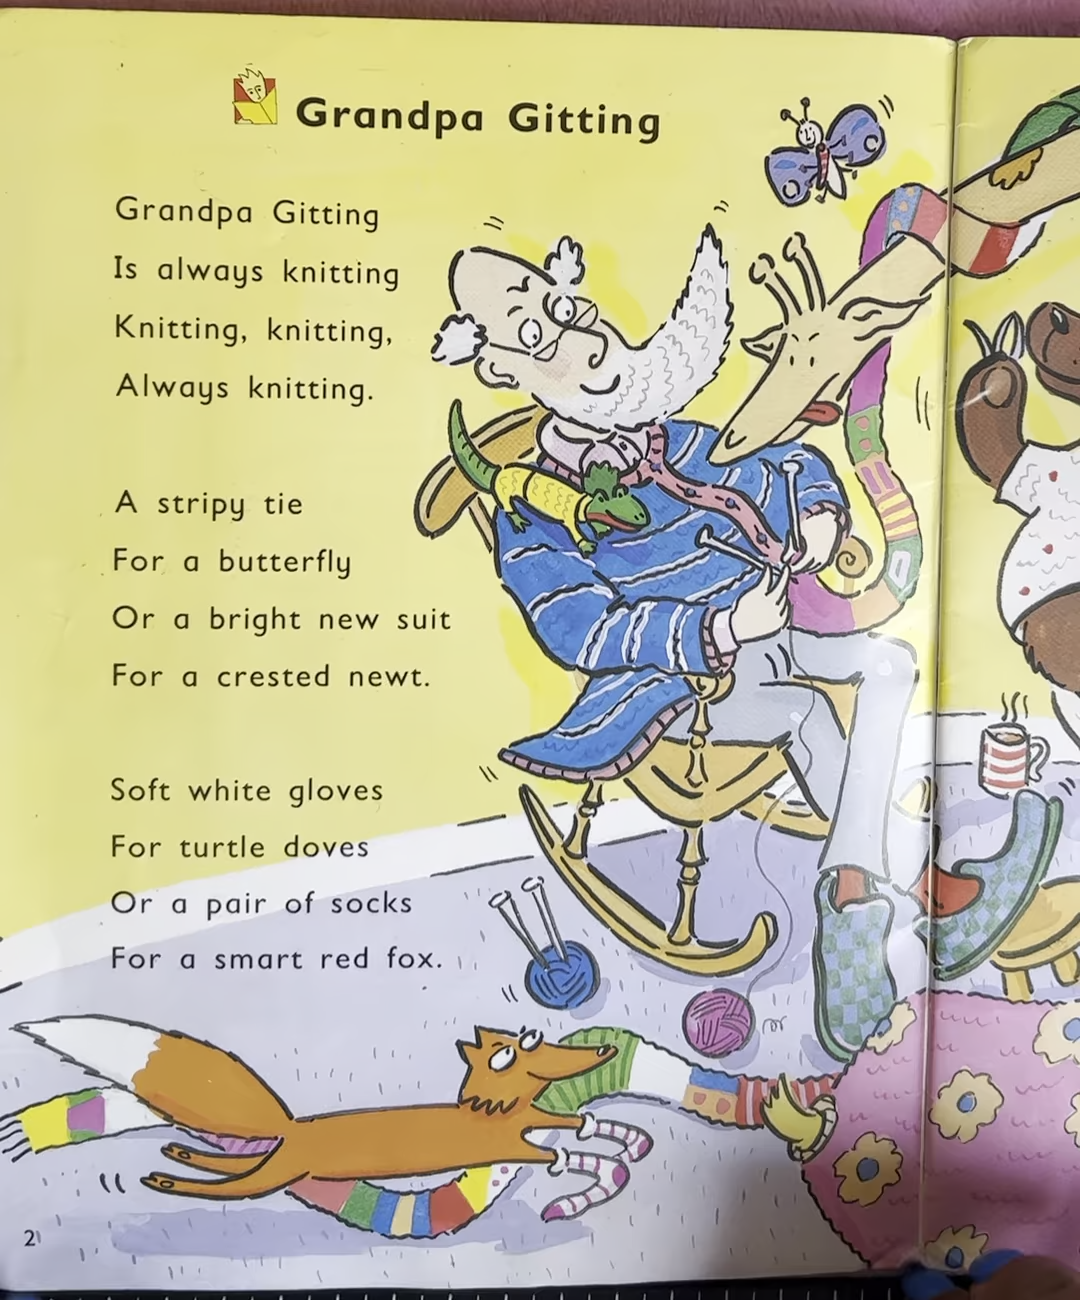 Grandpa Gitting
Grandpa Gitting
Is always knitting
Knitting, knitting,
Always knitting.
A stripy tie
For a butterfly
Or a bright new suit
For a crested newt.
Soft white gloves
For turtle doves
Or a pair of socks
For a smart red fox.
2